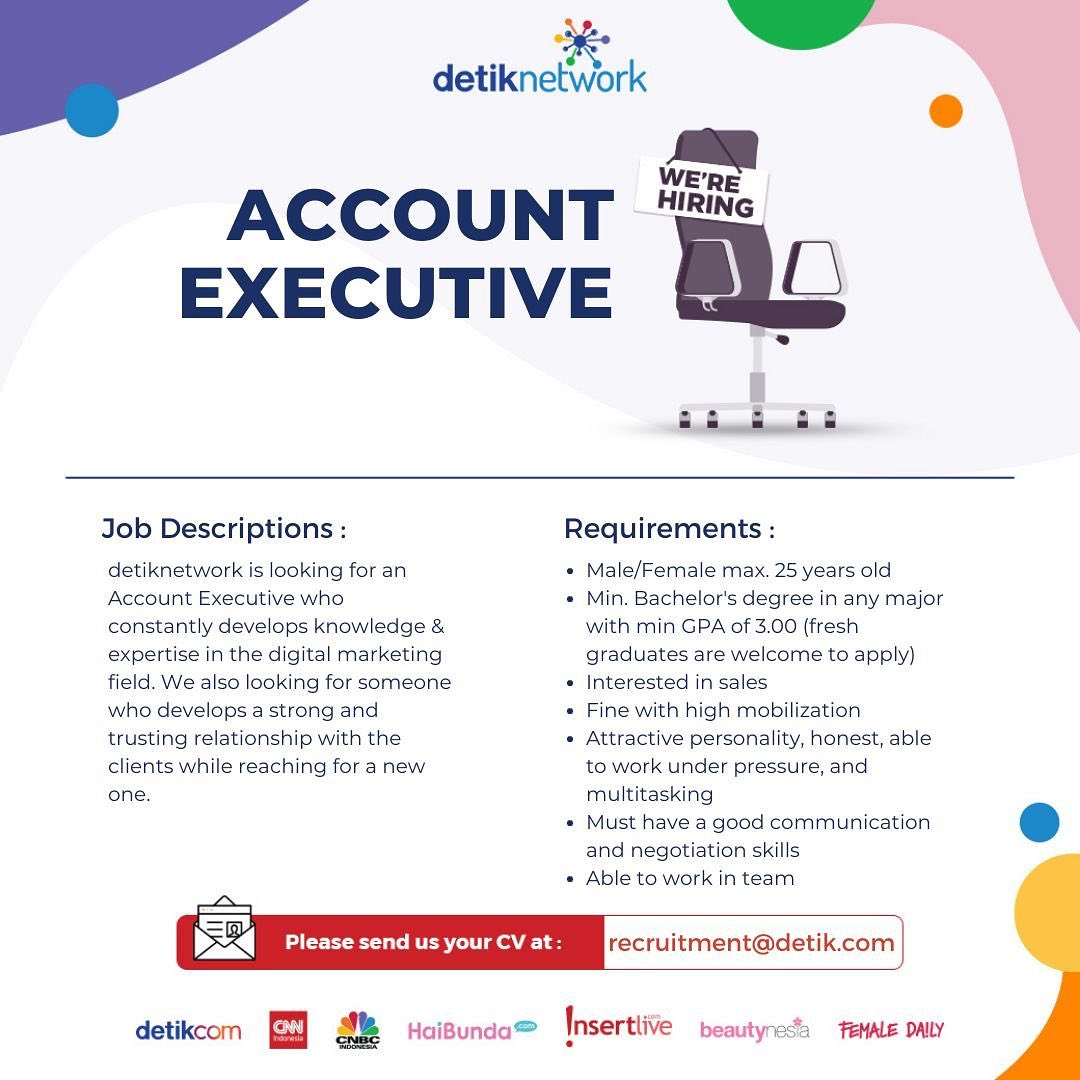 detiknetwork
ACCOUNT
EXECUTIVE
WE'RE
HIRING
Job Descriptions :
detiknetwork is looking for an
Account Executive who
constantly develops knowledge &
expertise in the digital marketing
field. We also looking for someone
who develops a strong and
trusting relationship with the
clients while reaching for a new
one.
Requirements :
• Male/Female max. 25 years old
• Min. Bachelor's degree in any major
with min GPA of 3.00 (fresh
graduates are welcome to apply)
• Interested in sales
• Fine with high mobilization
• Attractive personality, honest, able
to work under pressure, and
multitasking
• Must have a good communication
and negotiation skills
• Able to work in team
Please send us your CV at : recruitment@detik.com
detikcom
CNN
Indonesia
CNBC
INDONESIA
HaiBunda.com
Insertlive.com
beautynesia
FEMALE DAILY